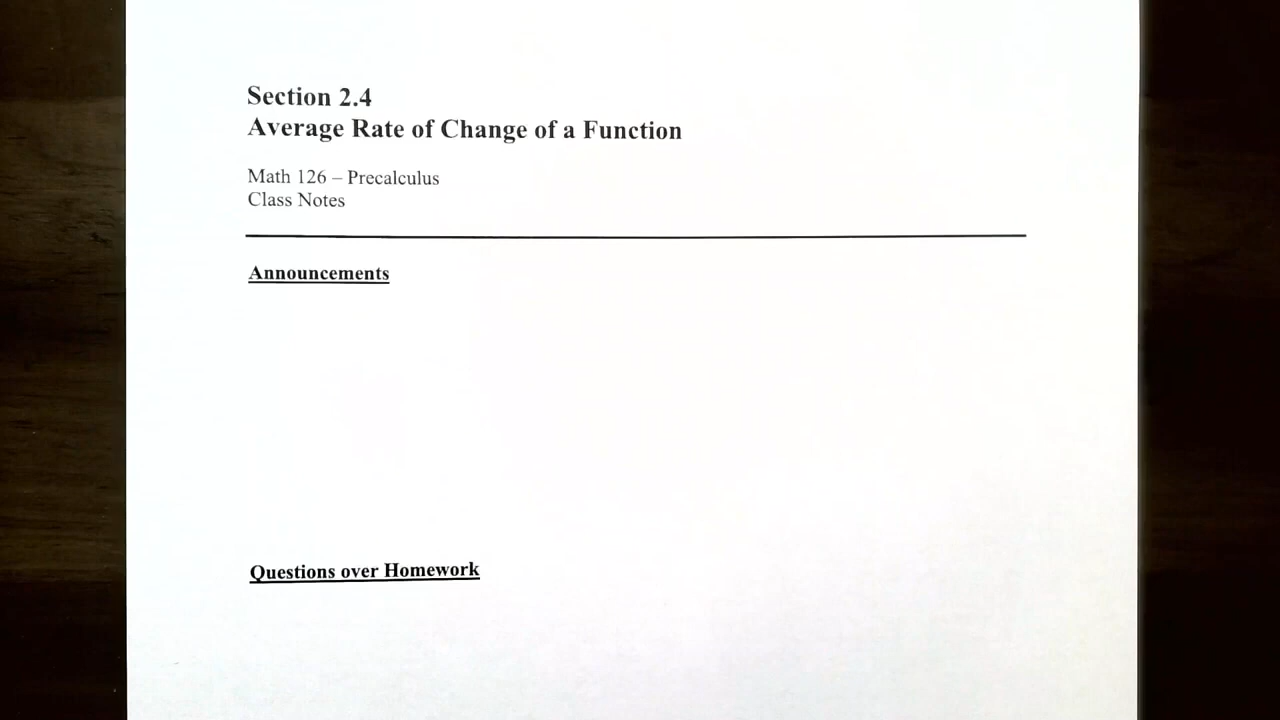 Section 2.4
Average Rate of Change of a Function
Math 126 – Precalculus
Class Notes
Announcements
Questions over Homework